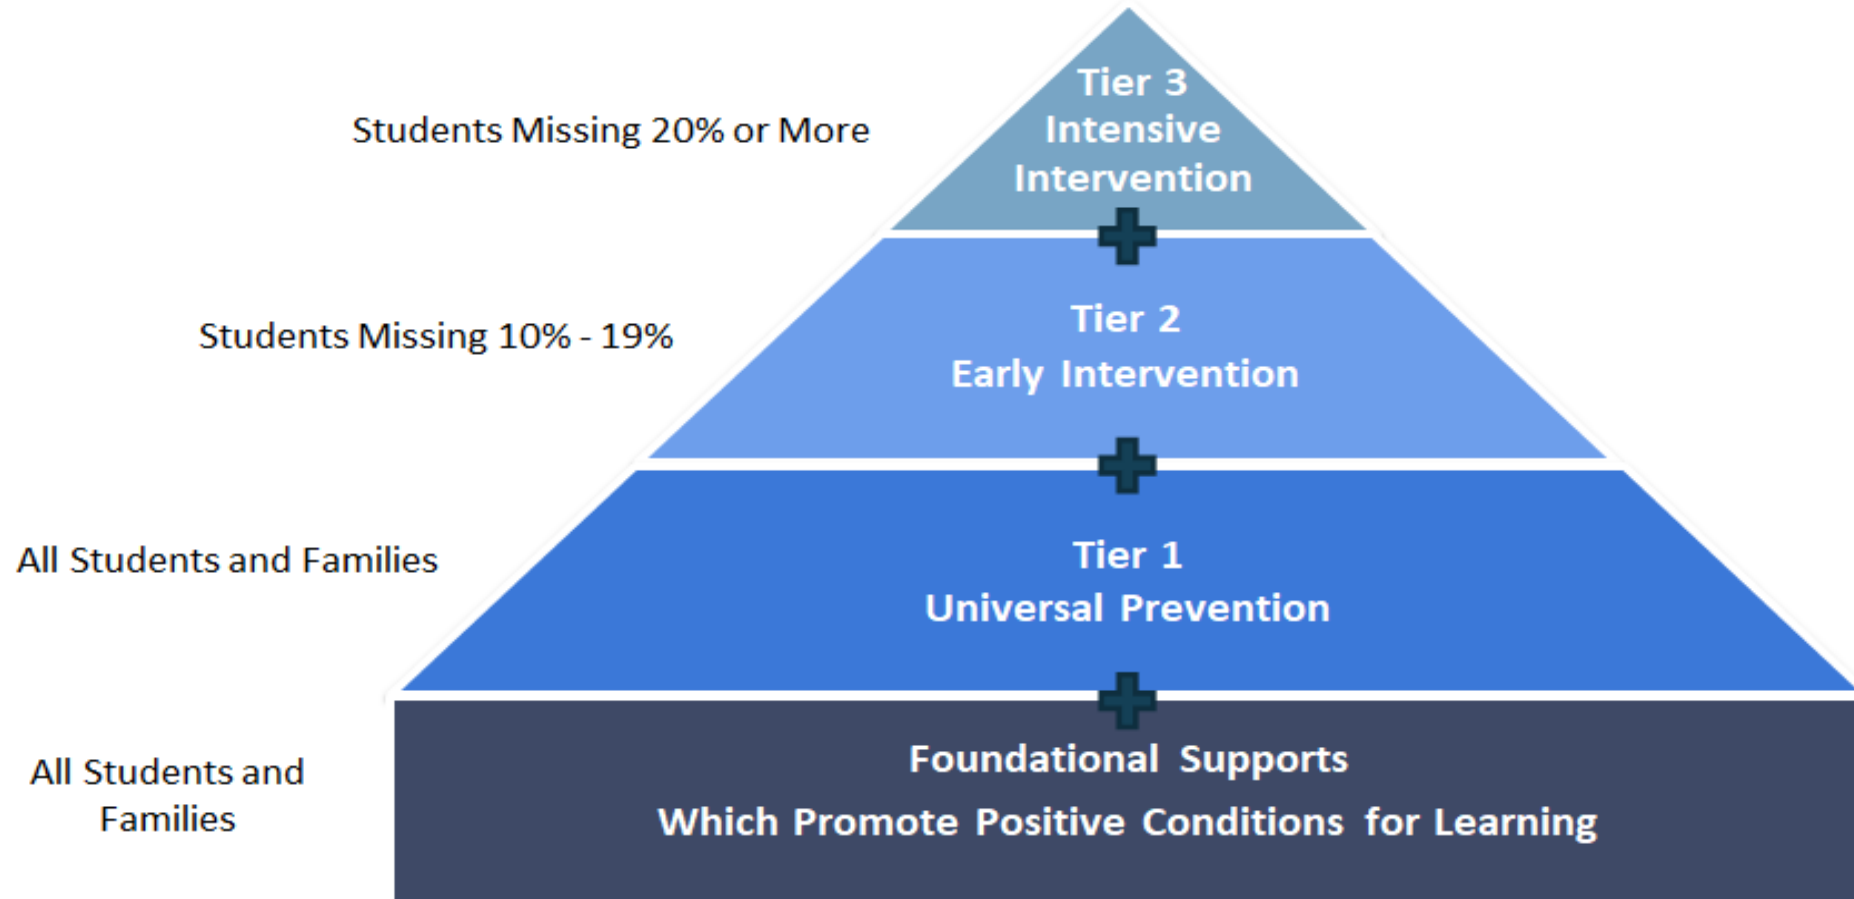 Students Missing 20% or More
Tier 3
Intensive
Intervention
Students Missing 10% - 19%
Tier 2
Early Intervention
All Students and Families
Tier 1
Universal Prevention
All Students and
Families
Foundational Supports
Which Promote Positive Conditions for Learning